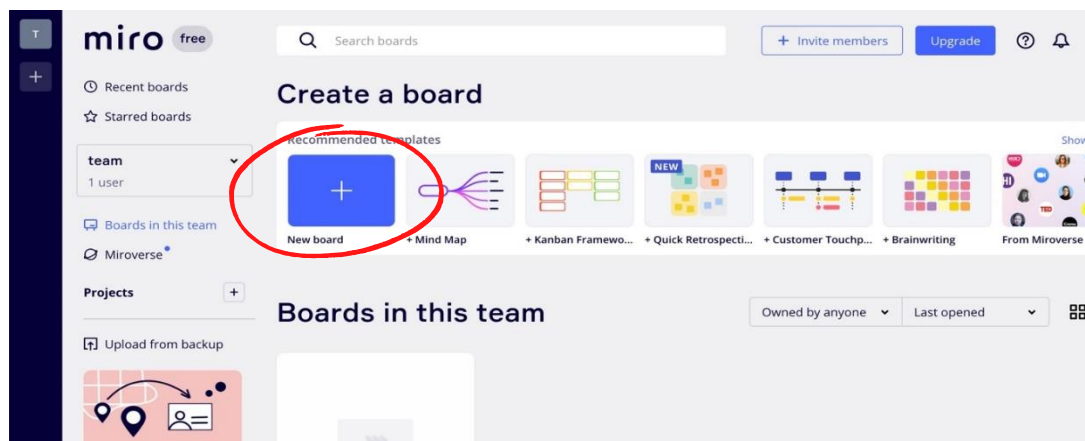 T
miro free
Search boards
+ Invite members
Upgrade
+
Recent boards
Starred boards
Create a board
Recommended templates
Show
team
1 user
NEW
TED
Boards in this team
Miroverse
New board
+ Mind Map
+ Kanban Framewo...
+ Quick Retrospecti...
+ Customer Touchp...
+ Brainwriting
From Miroverse
Projects
+
Boards in this team
Owned by anyone
Last opened
Upload from backup